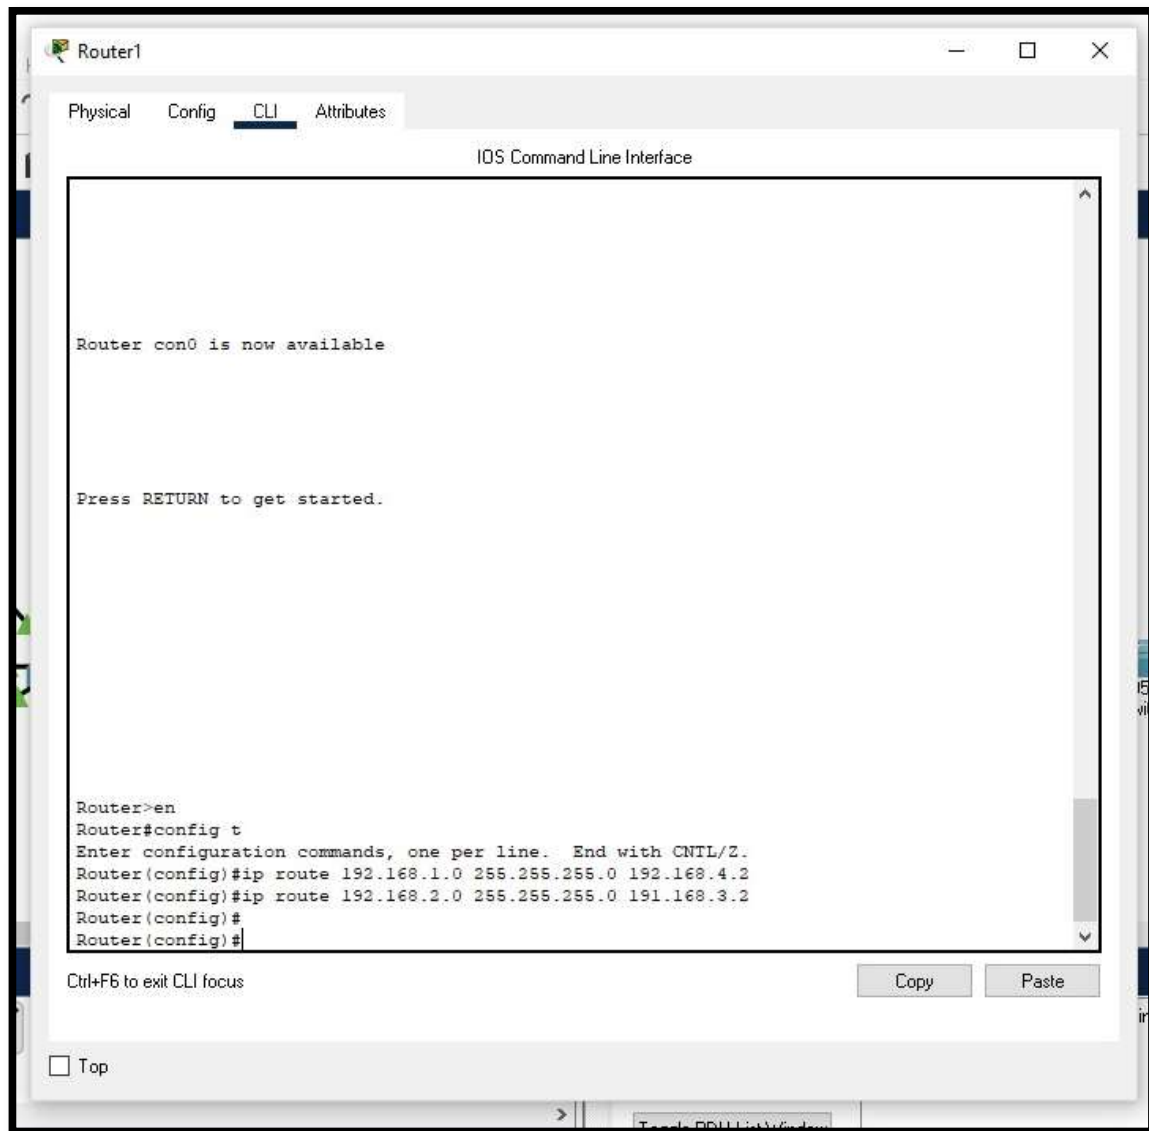 Router1
Physical Config CLI Attributes
IOS Command Line Interface
Router con0 is now available
Press RETURN to get started.
Router>en
Router#config t
Enter configuration commands, one per line.  End with CNTL/Z.
Router(config)#ip route 192.168.1.0 255.255.255.0 192.168.4.2
Router(config)#ip route 192.168.2.0 255.255.255.0 191.168.3.2
Router(config)#
Router(config)#
Ctrl+F6 to exit CLI focus
Copy Paste
Top